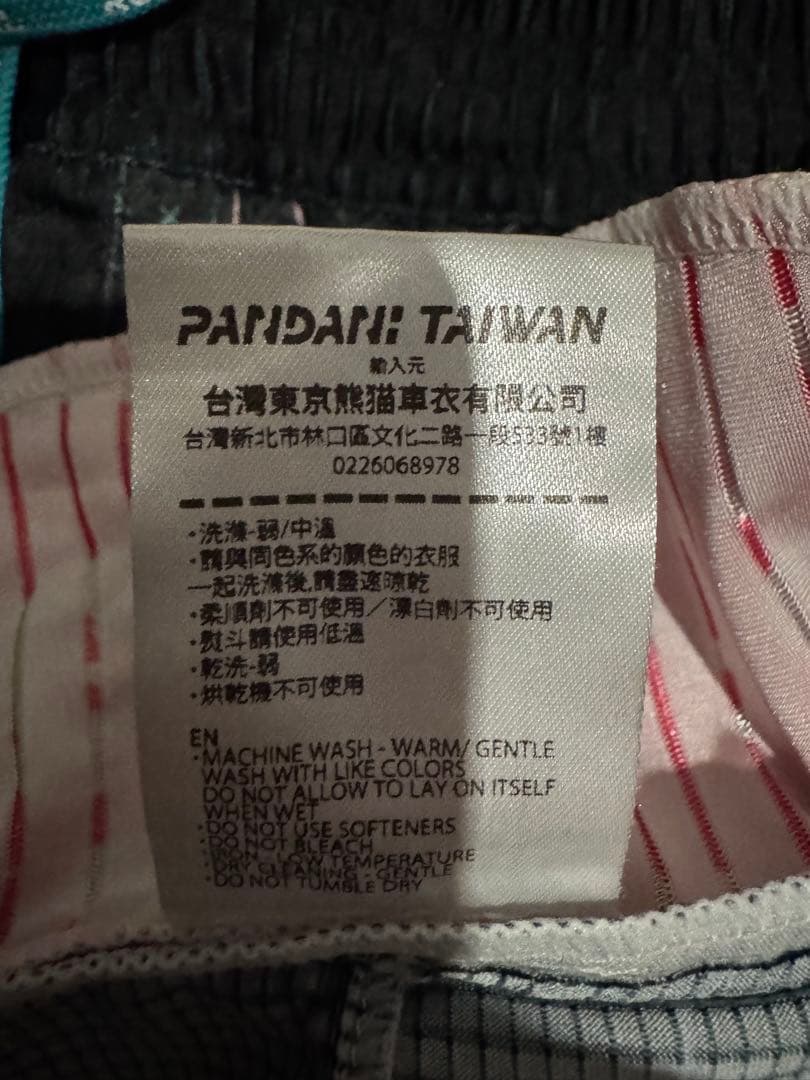 PANDANI TAIWAN
輸入元
台灣東京熊猫車衣有限公司
台灣新北市林口區文化二路一段533號1樓
0226068978
·洗滌-弱/中溫
·請與同色系的顏色的衣服
一起洗滌後,請盡速晾乾
·柔順劑不可使用／漂白劑不可使用
·熨斗請使用低溫
·乾洗-弱
·烘乾機不可使用
EN
·MACHINE WASH - WARM/ GENTLE
WASH WITH LIKE COLORS
DO NOT ALLOW TO LAY ON ITSELF
WHEN WET
·DO NOT USE SOFTENERS
·DO NOT BLEACH
·IRON - LOW TEMPERATURE
·DRY CLEANING - GENTLE
·DO NOT TUMBLE DRY